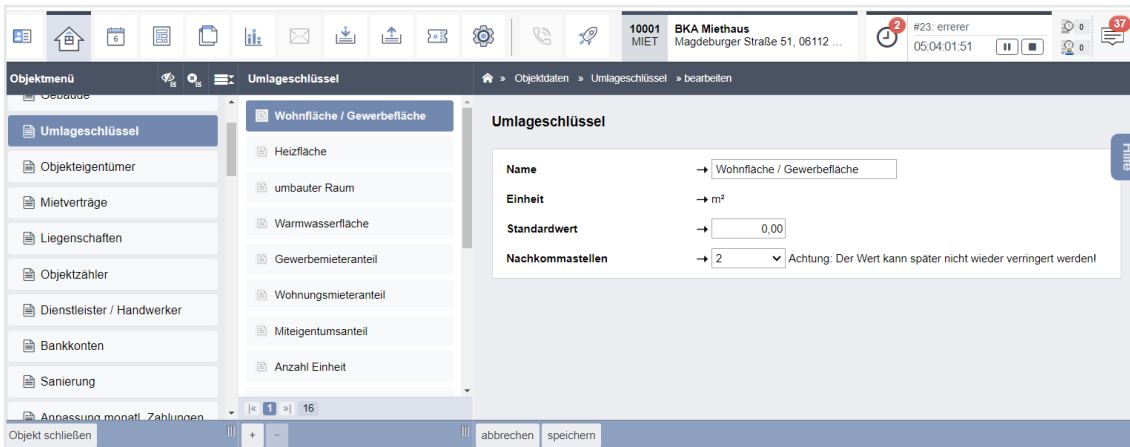 6
10001
MIET
BKA Miethaus
Magdeburger Straße 51, 06112 ...
2
#23: errerer
05:04:01:51
0
0
37
Objektmenü
Umlageschlüssel
» Objektdaten » Umlageschlüssel » bearbeiten
Gebäude
Umlageschlüssel
Objekteigentümer
Mietverträge
Liegenschaften
Objektzähler
Dienstleister / Handwerker
Bankkonten
Sanierung
Anpassung monatl. Zahlungen
Objekt schließen
Wohnfläche / Gewerbefläche
Heizfläche
umbauter Raum
Warmwasserfläche
Gewerbemieteranteil
Wohnungsmieteranteil
Miteigentumsanteil
Anzahl Einheit
|« 1 »| 16
+ −
Umlageschlüssel
Name → Wohnfläche / Gewerbefläche
Einheit → m²
Standardwert → 0,00
Nachkommastellen → 2 Achtung: Der Wert kann später nicht wieder verringert werden!
Hilfe
abbrechen speichern